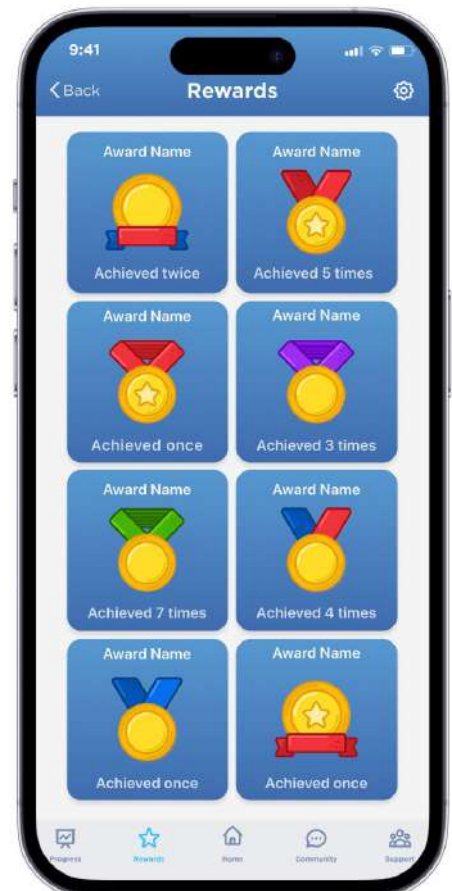 9:41
Back
Rewards
Award Name
Achieved twice
Award Name
Achieved 5 times
Award Name
Achieved once
Award Name
Achieved 3 times
Award Name
Achieved 7 times
Award Name
Achieved 4 times
Award Name
Achieved once
Award Name
Achieved once
Progress
Rewards
Home
Community
Support